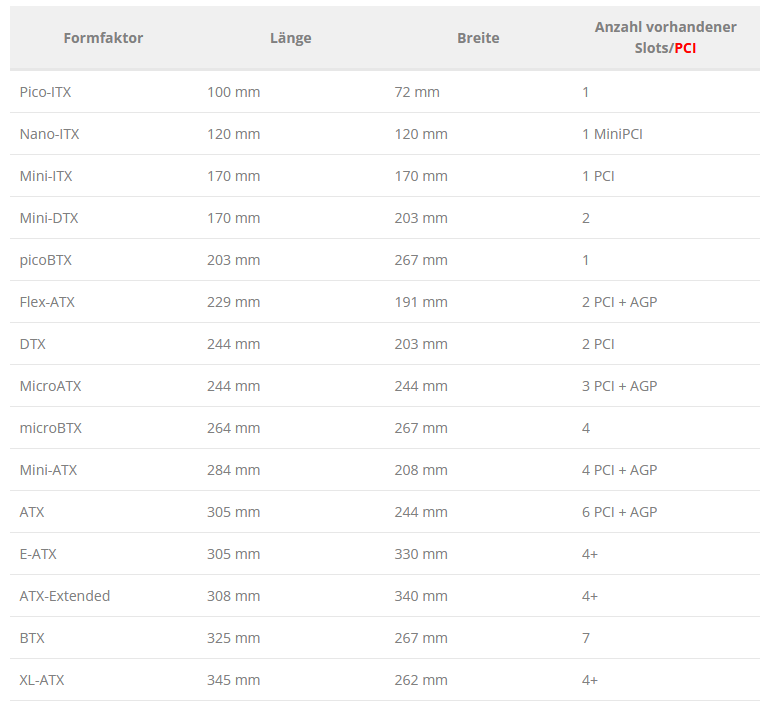 Formfaktor Länge Breite Anzahl vorhandener
Slots/PCI
Pico-ITX 100 mm 72 mm 1
Nano-ITX 120 mm 120 mm 1 MiniPCI
Mini-ITX 170 mm 170 mm 1 PCI
Mini-DTX 170 mm 203 mm 2
picoBTX 203 mm 267 mm 1
Flex-ATX 229 mm 191 mm 2 PCI + AGP
DTX 244 mm 203 mm 2 PCI
MicroATX 244 mm 244 mm 3 PCI + AGP
microBTX 264 mm 267 mm 4
Mini-ATX 284 mm 208 mm 4 PCI + AGP
ATX 305 mm 244 mm 6 PCI + AGP
E-ATX 305 mm 330 mm 4+
ATX-Extended 308 mm 340 mm 4+
BTX 325 mm 267 mm 7
XL-ATX 345 mm 262 mm 4+